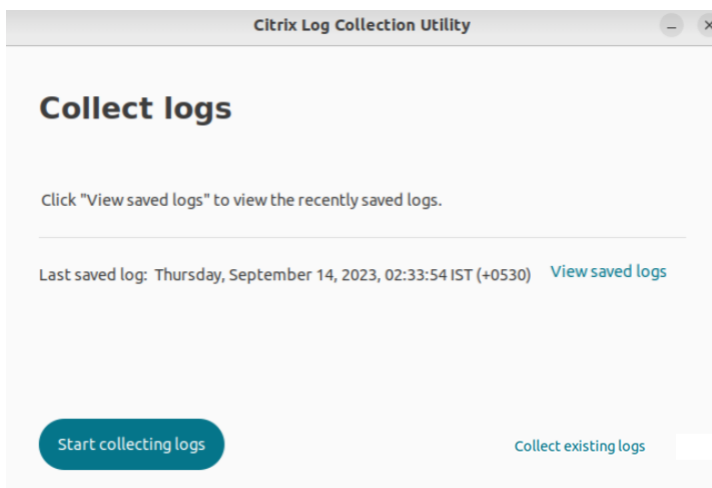 Citrix Log Collection Utility
Collect logs
Click "View saved logs" to view the recently saved logs.
Last saved log: Thursday, September 14, 2023, 02:33:54 IST (+0530) View saved logs
Start collecting logs
Collect existing logs